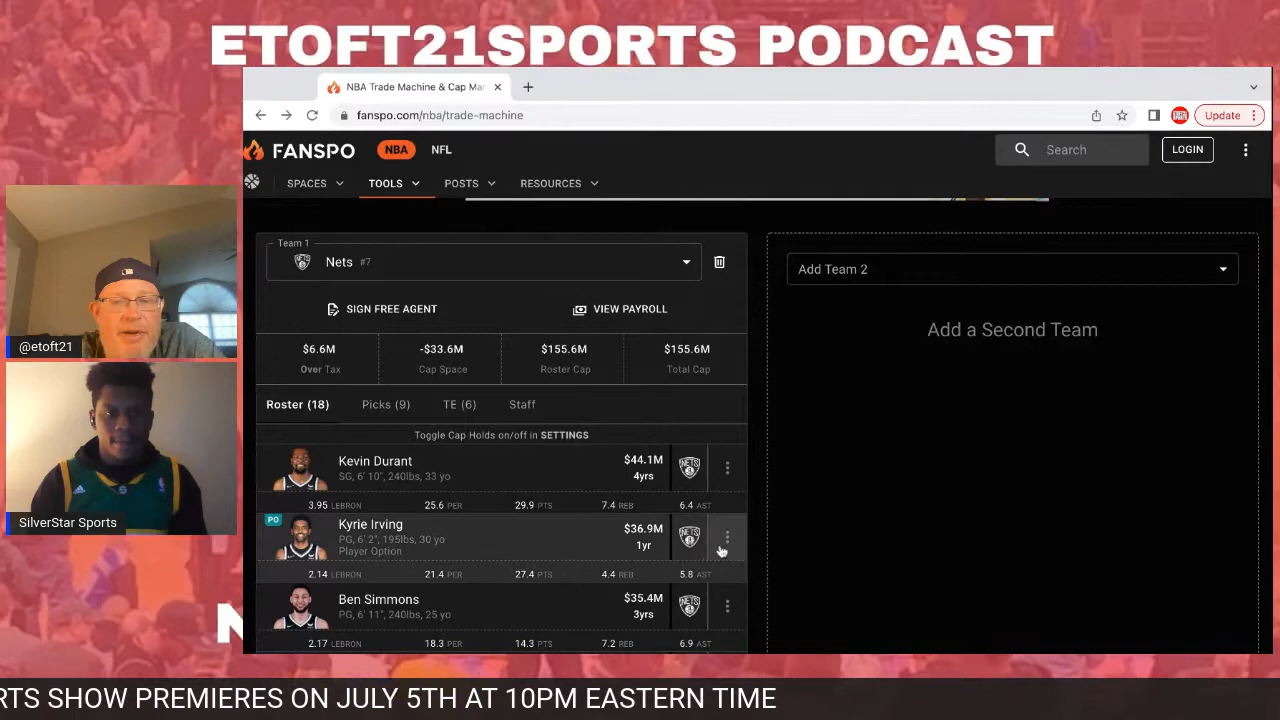 ETOFT21SPORTS PODCAST
NBA Trade Machine & Cap Ma
fanspo.com/nba/trade-machine
Update
FANSPO NBA NFL
Search
LOGIN
SPACES TOOLS POSTS RESOURCES
Team 1
Nets #7
Add Team 2
SIGN FREE AGENT VIEW PAYROLL
Add a Second Team
$6.6M -$33.6M $155.6M $155.6M
Over Tax Cap Space Roster Cap Total Cap
Roster (18) Picks (9) TE (6) Staff
Toggle Cap Holds on/off in SETTINGS
Kevin Durant $44.1M
SG, 6' 10", 240lbs, 33 yo 4yrs
NETS
3.95 LEBRON 25.6 PER 29.9 PTS 7.4 REB 6.4 AST
PO
Kyrie Irving $36.9M
PG, 6' 2", 195lbs, 30 yo 1yr
Player Option
NETS
2.14 LEBRON 21.4 PER 27.4 PTS 4.4 REB 5.8 AST
Ben Simmons $35.4M
PG, 6' 11", 240lbs, 25 yo 3yrs
NETS
2.17 LEBRON 18.3 PER 14.3 PTS 7.2 REB 6.9 AST
@etoft21
SilverStar Sports
N
RTS SHOW PREMIERES ON JULY 5TH AT 10PM EASTERN TIME